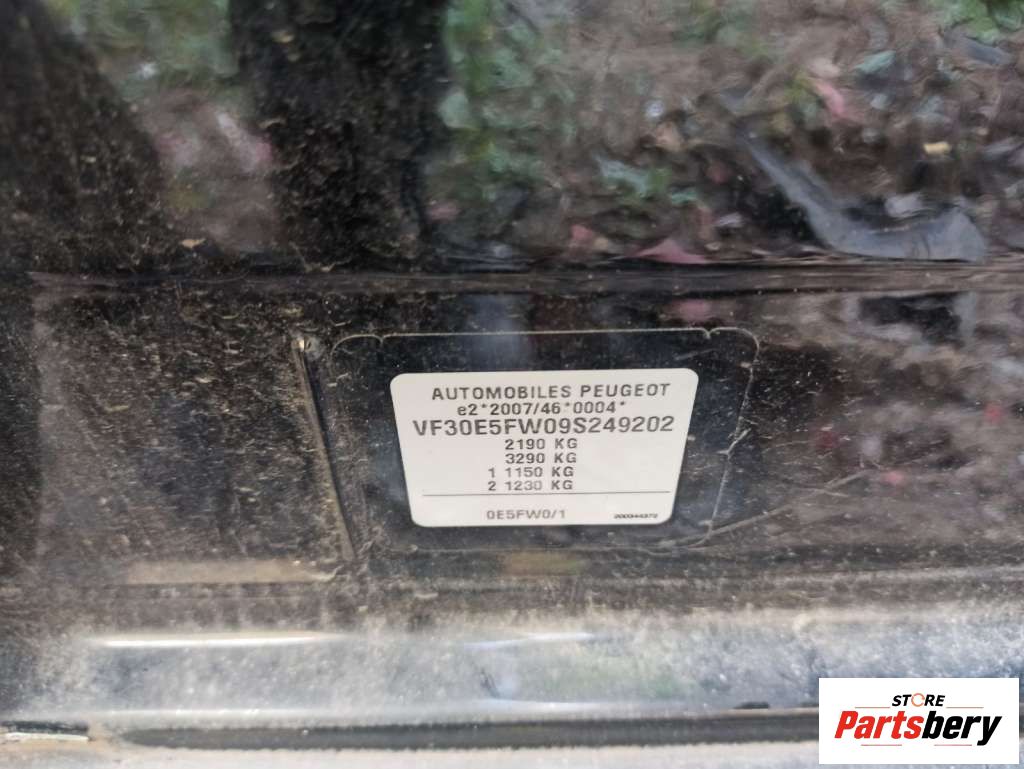 AUTOMOBILES PEUGEOT
e2*2007/46*0004*
VF30E5FW09S249202
2190 KG
3290 KG
1 1150 KG
2 1230 KG
0E5FW0/1
STORE
Partsbery